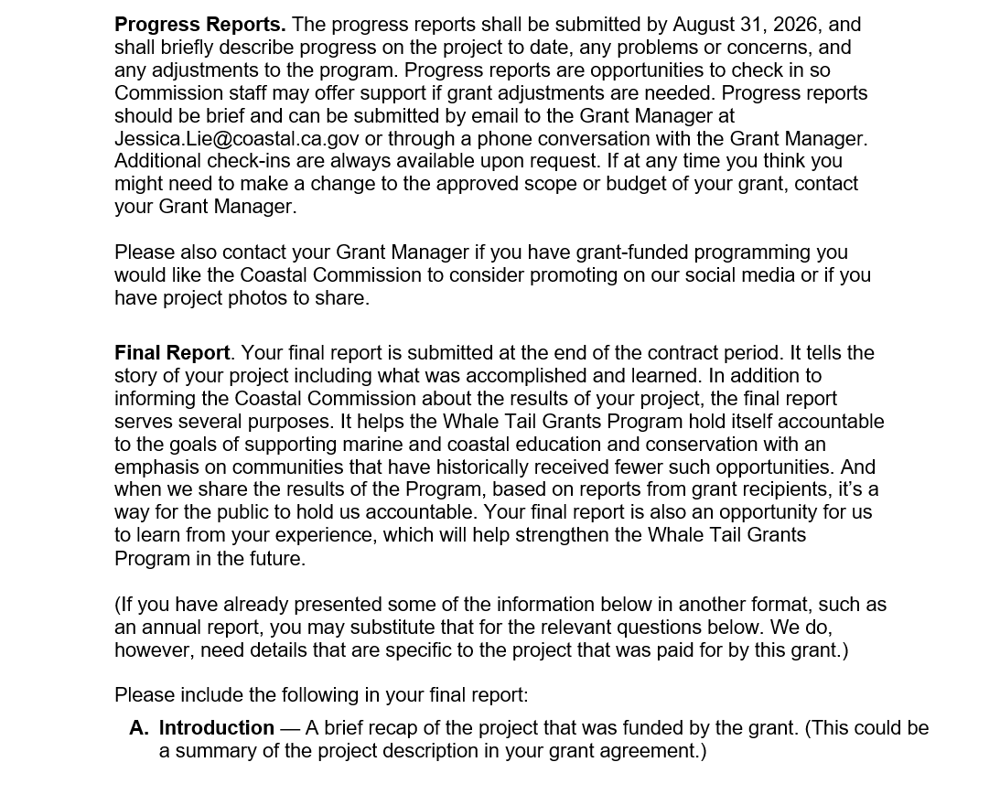 Progress Reports. The progress reports shall be submitted by August 31, 2026, and
shall briefly describe progress on the project to date, any problems or concerns, and
any adjustments to the program. Progress reports are opportunities to check in so
Commission staff may offer support if grant adjustments are needed. Progress reports
should be brief and can be submitted by email to the Grant Manager at
Jessica.Lie@coastal.ca.gov or through a phone conversation with the Grant Manager.
Additional check-ins are always available upon request. If at any time you think you
might need to make a change to the approved scope or budget of your grant, contact
your Grant Manager.
Please also contact your Grant Manager if you have grant-funded programming you
would like the Coastal Commission to consider promoting on our social media or if you
have project photos to share.
Final Report. Your final report is submitted at the end of the contract period. It tells the
story of your project including what was accomplished and learned. In addition to
informing the Coastal Commission about the results of your project, the final report
serves several purposes. It helps the Whale Tail Grants Program hold itself accountable
to the goals of supporting marine and coastal education and conservation with an
emphasis on communities that have historically received fewer such opportunities. And
when we share the results of the Program, based on reports from grant recipients, it’s a
way for the public to hold us accountable. Your final report is also an opportunity for us
to learn from your experience, which will help strengthen the Whale Tail Grants
Program in the future.
(If you have already presented some of the information below in another format, such as
an annual report, you may substitute that for the relevant questions below. We do,
however, need details that are specific to the project that was paid for by this grant.)
Please include the following in your final report:
A. Introduction — A brief recap of the project that was funded by the grant. (This could be
a summary of the project description in your grant agreement.)